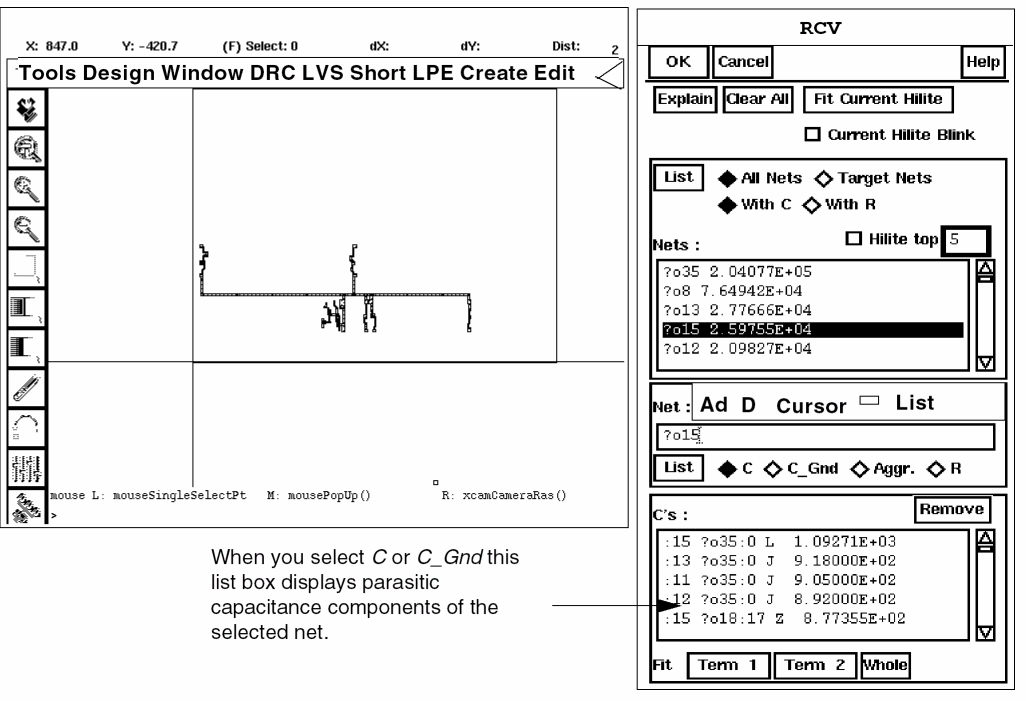 X: 847.0 Y: -420.7 (F) Select: 0 dX: dY: Dist: 2
Tools Design Window DRC LVS Short LPE Create Edit
mouse L: mouseSingleSelectPt M: mousePopUp() R: xcamCameraRas()
>
When you select C or C_Gnd this
list box displays parasitic
capacitance components of the
selected net.
RCV
OK Cancel Help
Explain Clear All Fit Current Hilite
Current Hilite Blink
List All Nets Target Nets
With C With R
Nets : Hilite top 5
?o35 2.04077E+05
?o8 7.64942E+04
?o13 2.77666E+04
?o15 2.59755E+04
?o12 2.09827E+04
Net : Ad D Cursor List
?o15
List C C_Gnd Aggr. R
C's : Remove
:15 ?o35:0 L 1.09271E+03
:13 ?o35:0 J 9.18000E+02
:11 ?o35:0 J 9.05000E+02
:12 ?o35:0 J 8.92000E+02
:15 ?o18:17 Z 8.77355E+02
Fit Term 1 Term 2 Whole